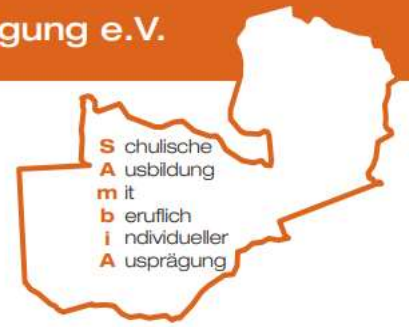 gung e.V.
S chulische
A usbildung
m it
b eruflich
i ndividueller
A usprägung